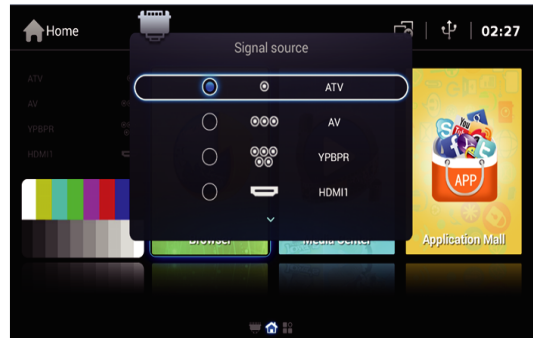 Home
02:27
Signal source
ATV
AV
YPBPR
HDMI1
ATV
AV
YPBPR
HDMI1
You
APP
Browser
Media Center
Application Mall